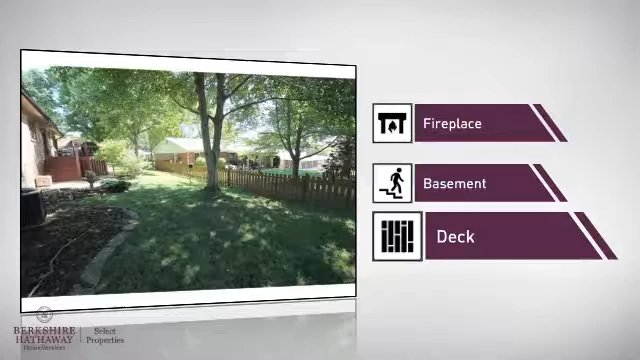 Fireplace
Basement
Deck
BERKSHIRE
HATHAWAY
HomeServices
Select
Properties